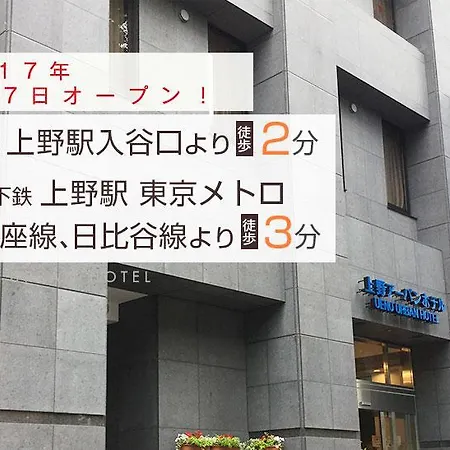 17年
7日オープン!
上野駅入谷口より 徒歩 2分
下鉄 上野駅 東京メトロ
座線、日比谷線より 徒歩 3分
HOTEL
上野アーバンホテル
UENO URBAN HOTEL